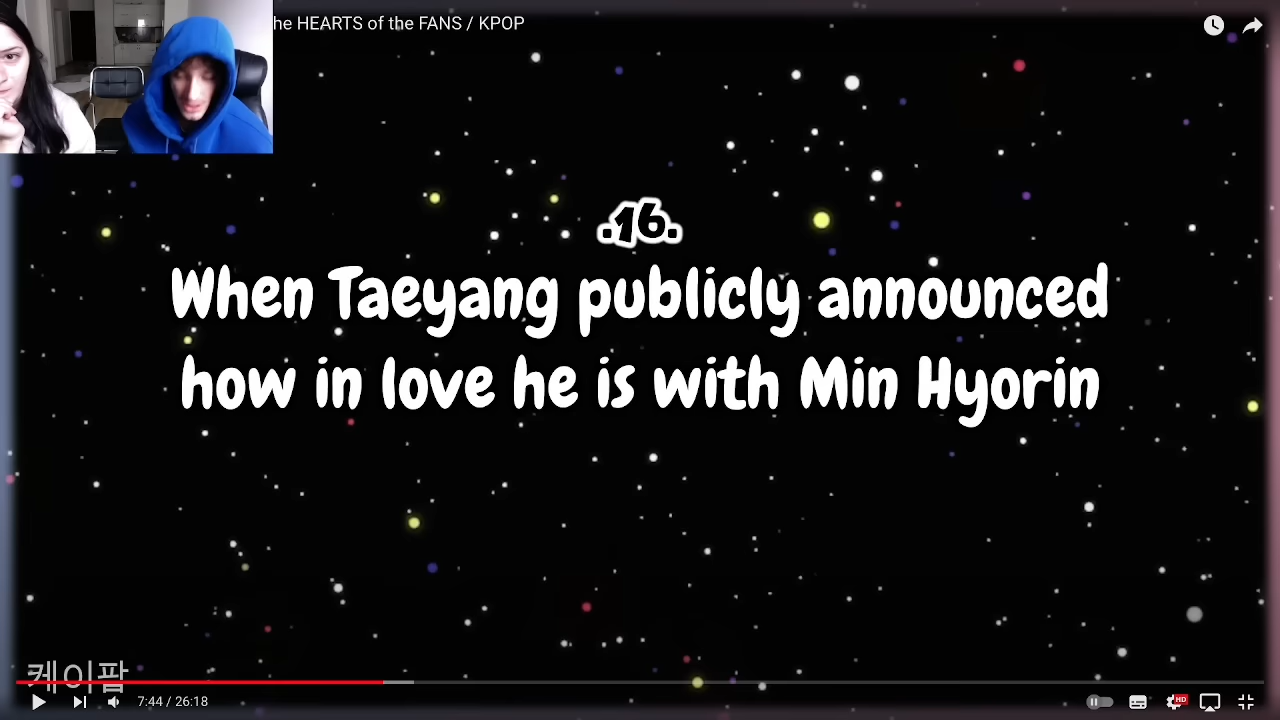 he HEARTS of the FANS / KPOP
.16.
When Taeyang publicly announced
how in love he is with Min Hyorin
케이팝
7:44 / 26:18
HD